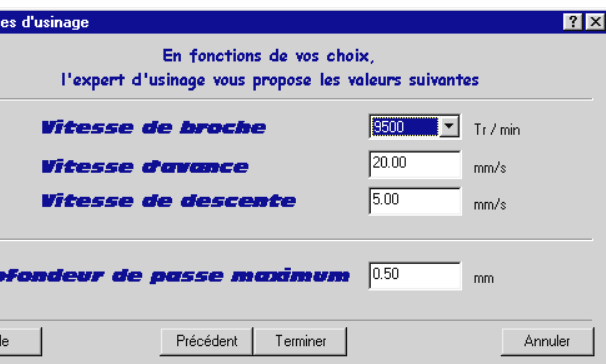 es d'usinage
En fonctions de vos choix,
l'expert d'usinage vous propose les valeurs suivantes
Vitesse de broche 9500 Tr / min
Vitesse d'avance 20.00 mm/s
Vitesse de descente 5.00 mm/s
ofondeur de passe maximum 0.50 mm
le Précédent Terminer Annuler